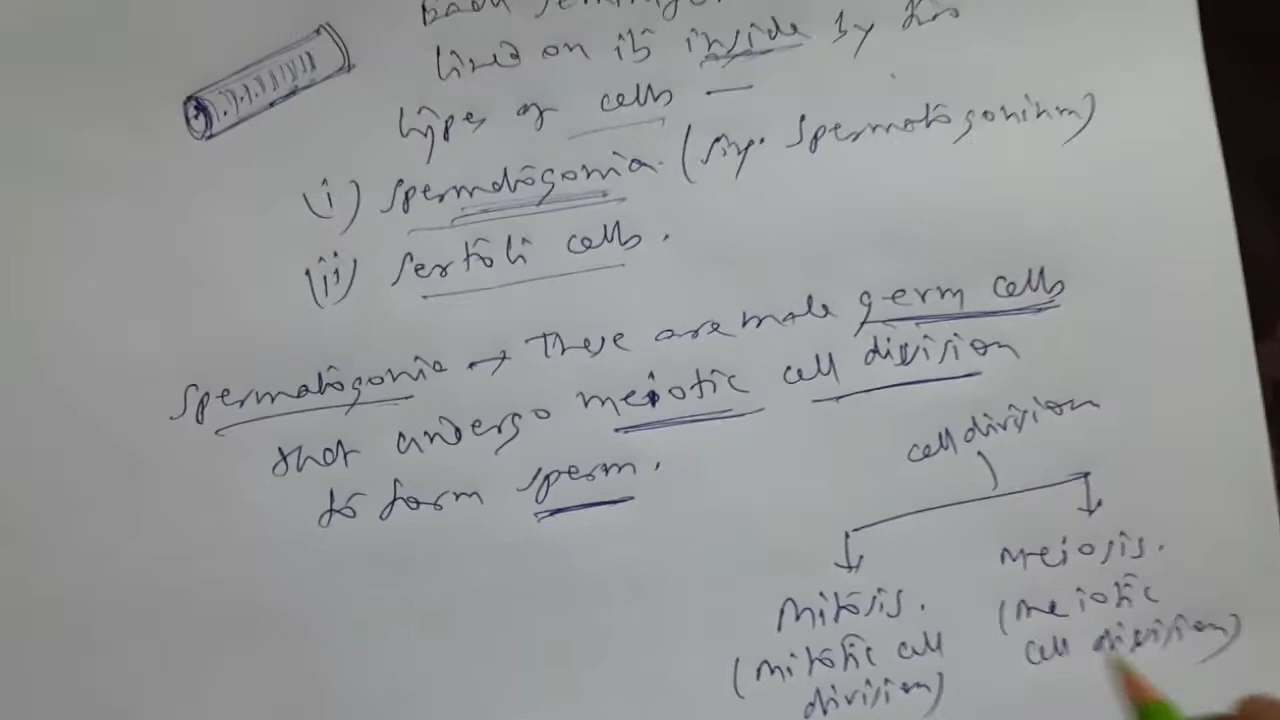 lined on its inside by two
types of cells —
(i) spermatogonia. (sing. spermatogonium)
(ii) sertoli cells.
spermatogonia → These are male germ cells
that undergo meiotic cell division
to form sperm.
cell division
mitosis.
(mitotic cell
division)
meiosis.
(meiotic
cell division)